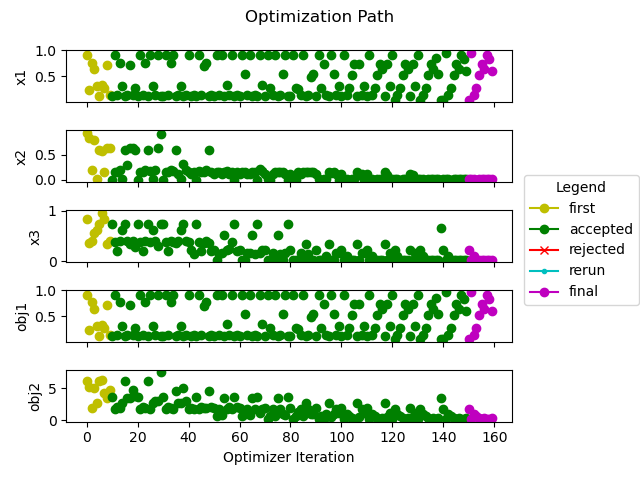 Optimization Path
x1
1.0
0.5
x2
0.5
0.0
x3
1
0
obj1
1.0
0.5
obj2
5
0
0
20
40
60
80
100
120
140
160
Optimizer Iteration
Legend
first
accepted
rejected
rerun
final